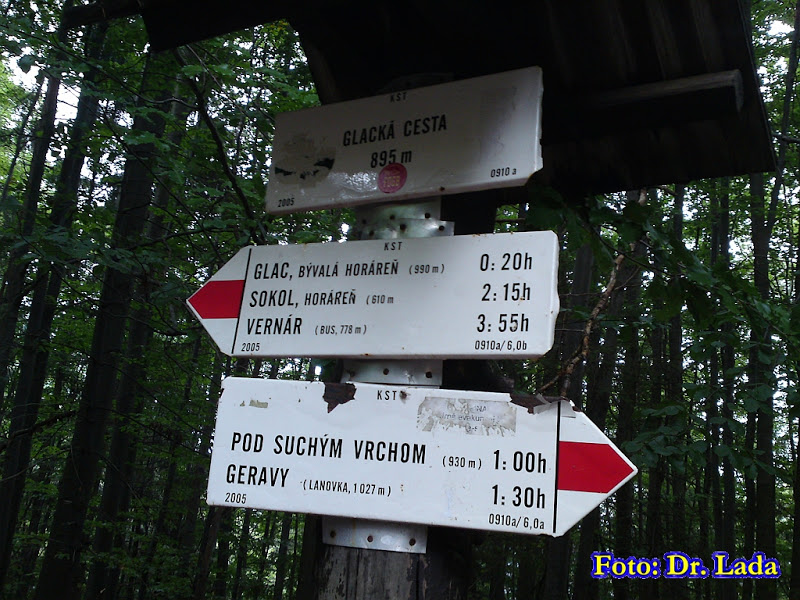 KST
GLACKÁ CESTA
895 m
2005 0910 a
KST
GLAC, BÝVALÁ HORÁREŇ (990 m) 0:20h
SOKOL, HORÁREŇ (610 m 2:15h
VERNÁR (BUS, 778 m) 3:55h
2005 0910a/6,0b
KST
POD SUCHÝM VRCHOM (930 m) 1:00h
GERAVY (LANOVKA, 1 027 m) 1:30h
2005 0910a/6,0a
Foto: Dr. Lada